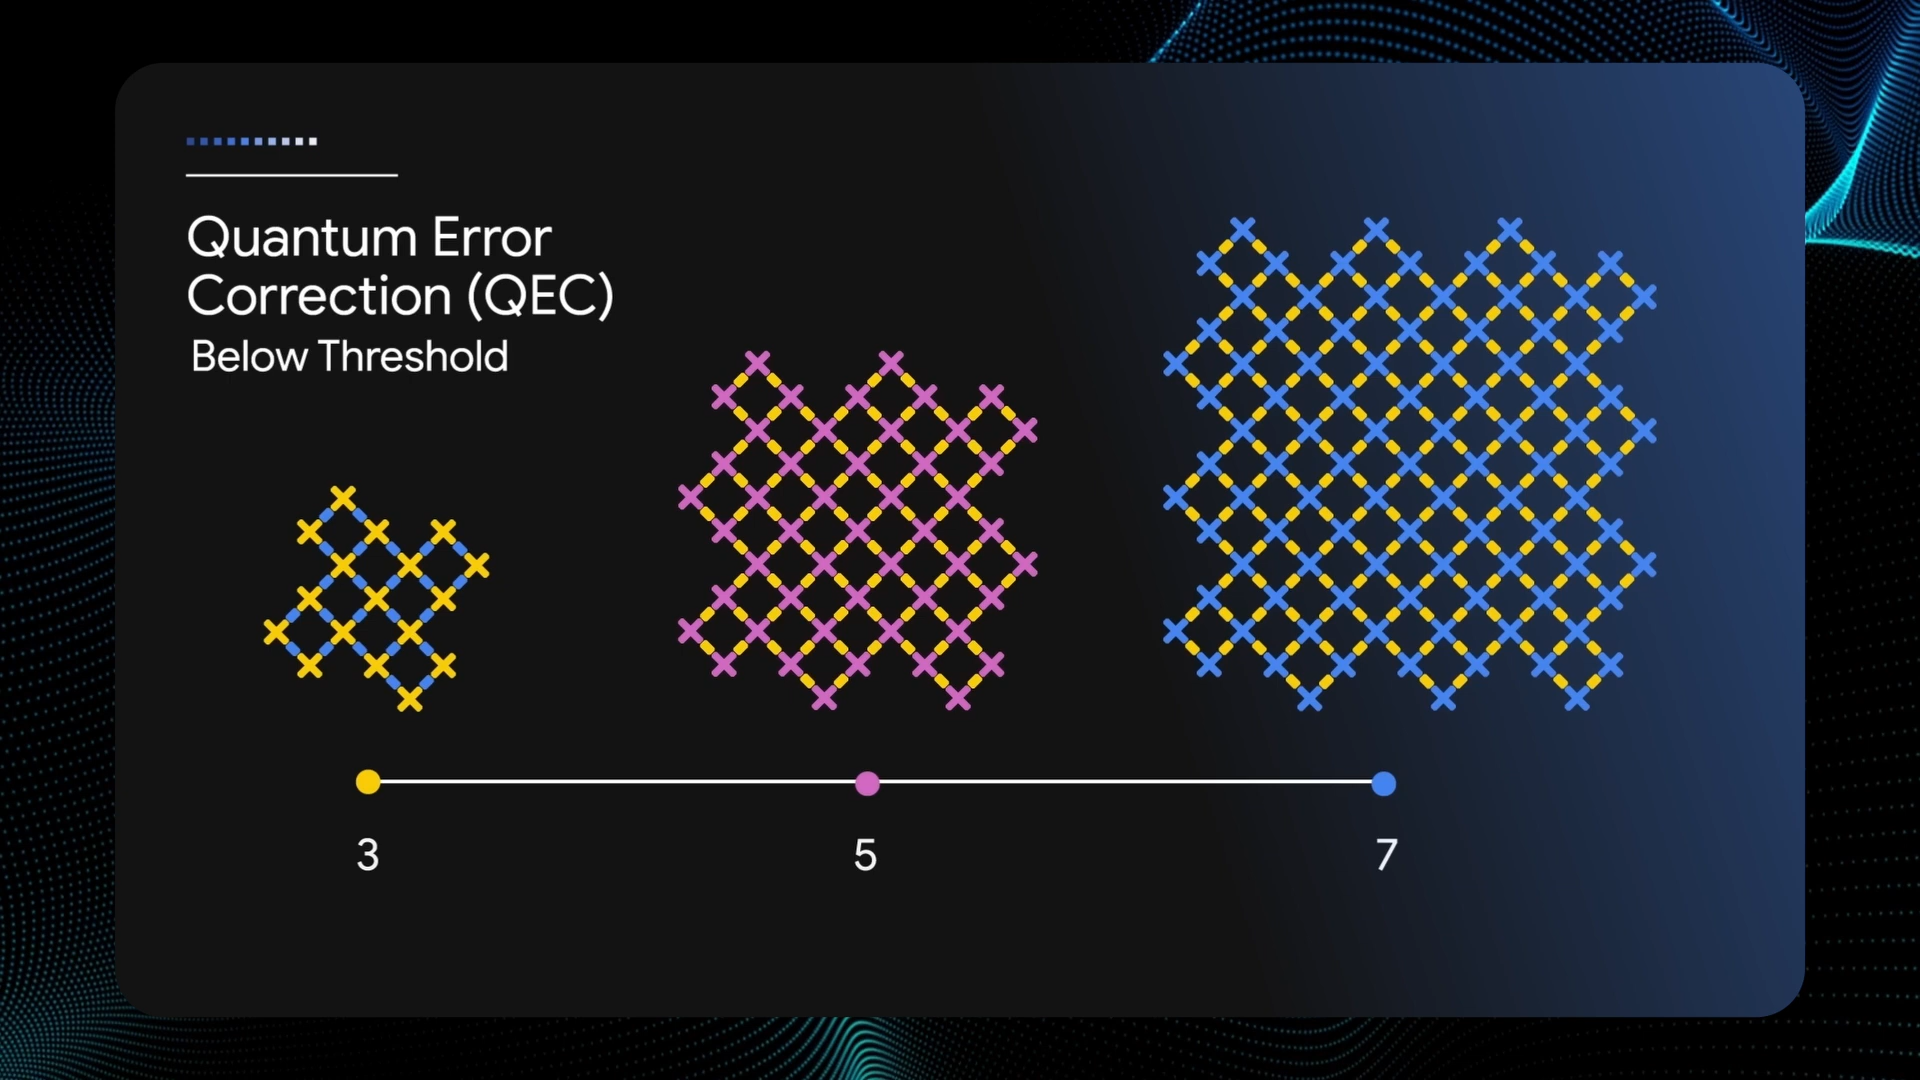 Quantum Error
Correction (QEC)
Below Threshold
3
5
7